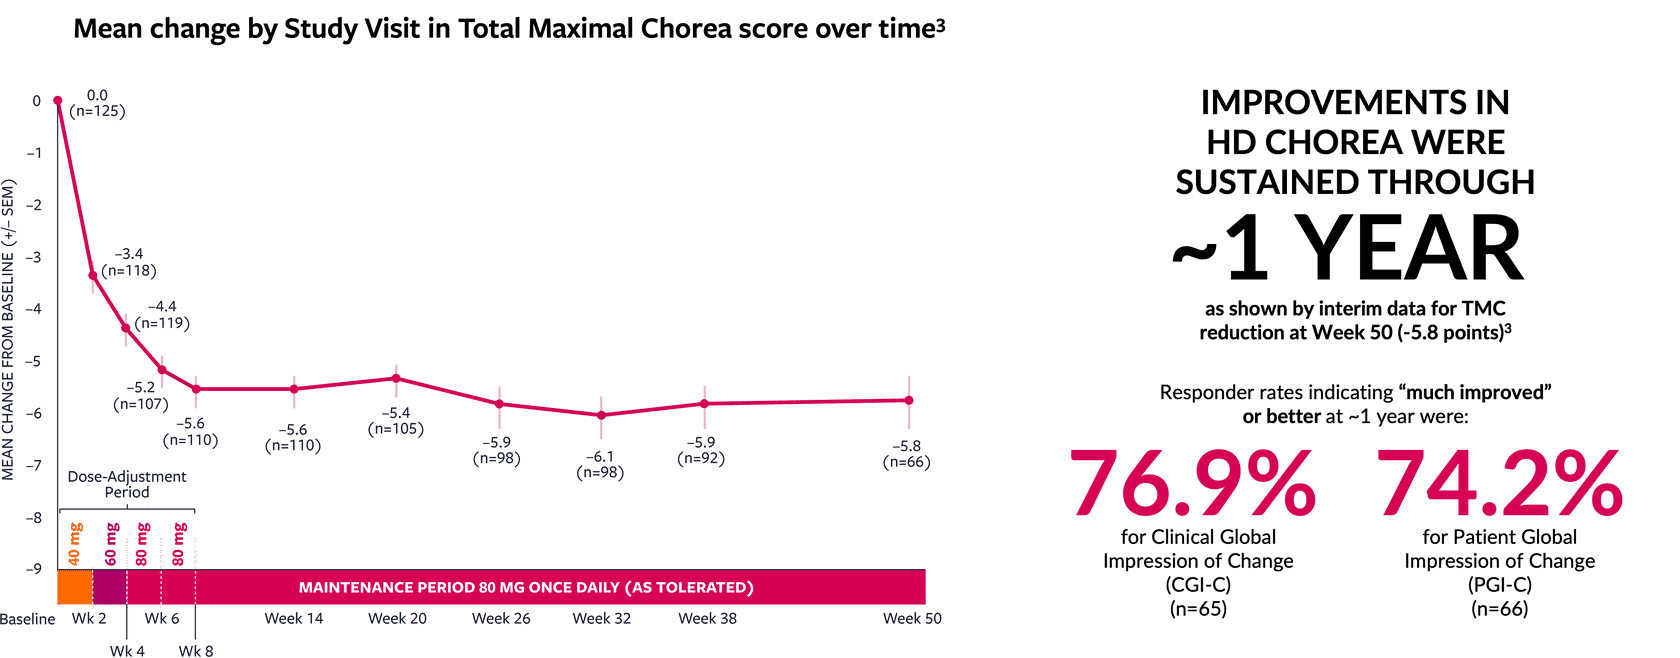 Mean change by Study Visit in Total Maximal Chorea score over time³
MEAN CHANGE FROM BASELINE (+/– SEM)
0
–1
–2
–3
–4
–5
–6
–7
–8
–9
0.0
(n=125)
–3.4
(n=118)
–4.4
(n=119)
–5.2
(n=107)
–5.6
(n=110)
–5.6
(n=110)
–5.4
(n=105)
–5.9
(n=98)
–6.1
(n=98)
–5.9
(n=92)
–5.8
(n=66)
Dose-Adjustment
Period
40 mg
60 mg
80 mg
80 mg
MAINTENANCE PERIOD 80 MG ONCE DAILY (AS TOLERATED)
Baseline
Wk 2
Wk 4
Wk 6
Wk 8
Week 14
Week 20
Week 26
Week 32
Week 38
Week 50
IMPROVEMENTS IN
HD CHOREA WERE
SUSTAINED THROUGH
~1 YEAR
as shown by interim data for TMC
reduction at Week 50 (-5.8 points)³
Responder rates indicating “much improved”
or better at ~1 year were:
76.9%
for Clinical Global
Impression of Change
(CGI-C)
(n=65)
74.2%
for Patient Global
Impression of Change
(PGI-C)
(n=66)